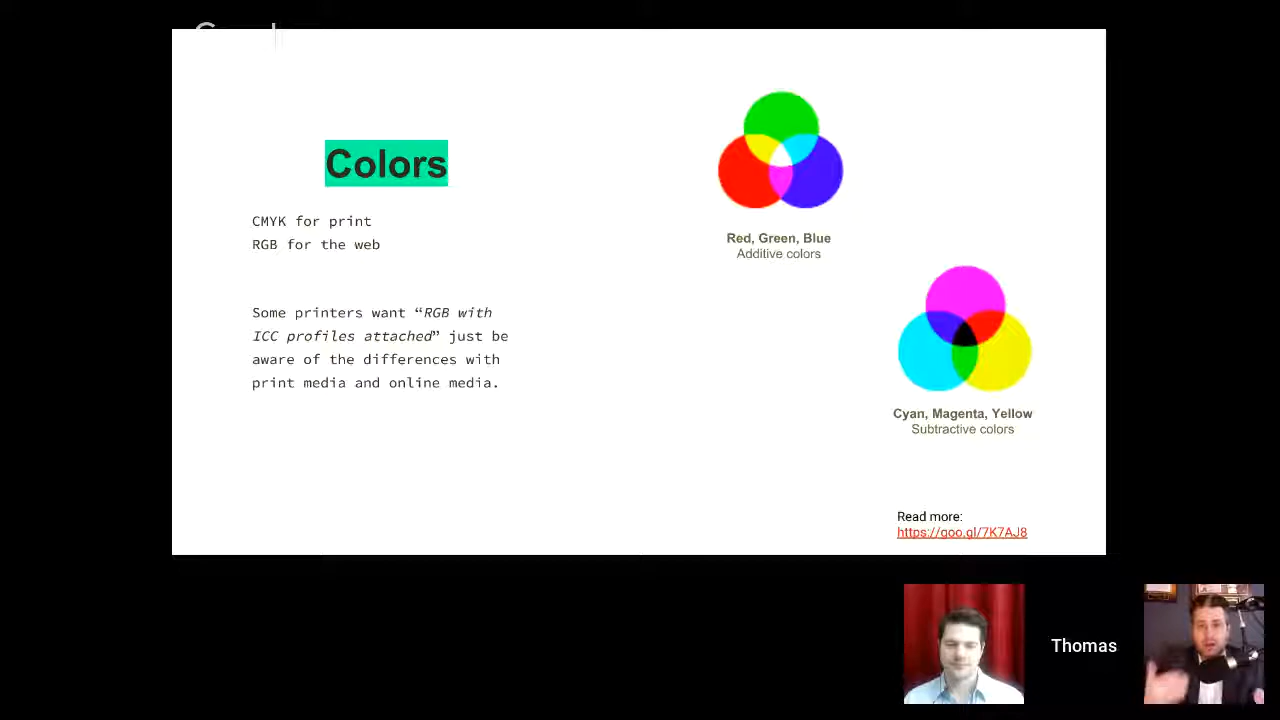 Colors
CMYK for print
RGB for the web
Some printers want “RGB with
ICC profiles attached” just be
aware of the differences with
print media and online media.
Red, Green, Blue
Additive colors
Cyan, Magenta, Yellow
Subtractive colors
Read more:
https://goo.gl/7K7AJ8
Thomas